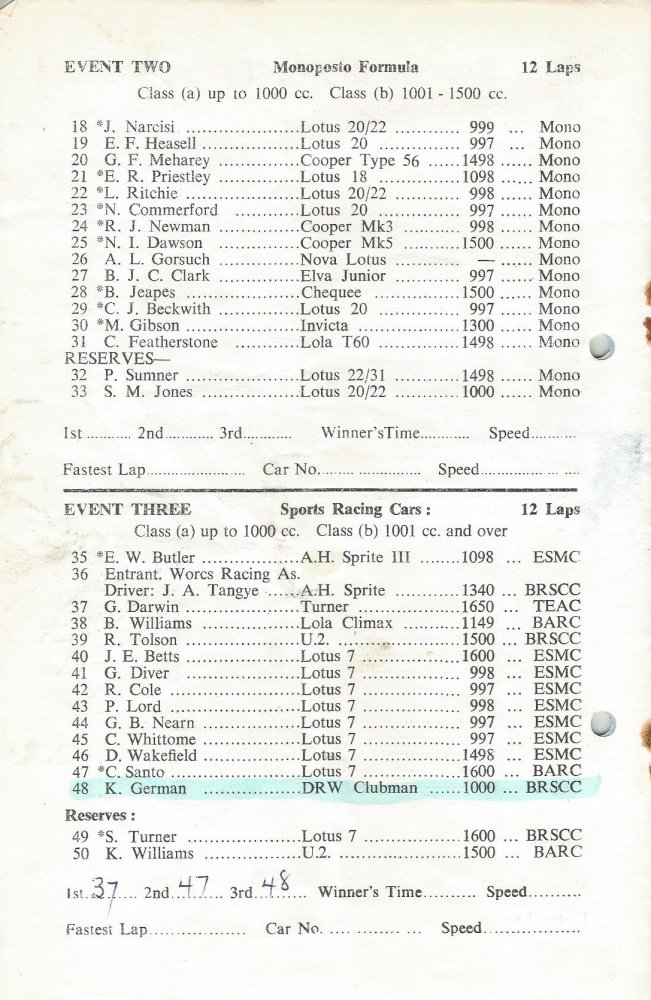 EVENT TWO Monoposto Formula 12 Laps
Class (a) up to 1000 cc. Class (b) 1001 - 1500 cc.
18 *J. Narcisi ......................Lotus 20/22 ............. 999 ... Mono
19 E. F. Heasell ...................Lotus 20 ................ 997 ... Mono
20 G. F. Meharey ................Cooper Type 56 ......1498 ...... Mono
21 *E. R. Priestley ................Lotus 18 ................1098 ...... Mono
22 *L. Ritchie .....................Lotus 20/22 ............. 998 ...... Mono
23 *N. Commerford .............Lotus 20 ................ 997 ...... Mono
24 *R. J. Newman ................Cooper Mk3 ............ 998 ...... Mono
25 *N. I. Dawson ................Cooper Mk5 ............1500 ...... Mono
26 A. L. Gorsuch ................Nova Lotus ............ — ...... Mono
27 B. J. C. Clark ................Elva Junior ............ 997 ...... Mono
28 *B. Jeapes ......................Chequee .................1500 ...... Mono
29 *C. J. Beckwith ................Lotus 20 ................ 997 ...... Mono
30 *M. Gibson .....................Invicta ...................1300 ...... Mono
31 C. Featherstone .............Lola T60 ................1498 ...... Mono
RESERVES—
32 P. Sumner ......................Lotus 22/31 .............1498 ...... Mono
33 S. M. Jones ...................Lotus 20/22 .............1000 ...... Mono
1st............ 2nd............ 3rd............ Winner'sTime............ Speed...........
Fastest Lap........................ Car No........................ Speed........................
EVENT THREE Sports Racing Cars : 12 Laps
Class (a) up to 1000 cc. Class (b) 1001 cc. and over
35 *E. W. Butler ..................A.H. Sprite III ........1098 ... ESMC
36 Entrant. Worcs Racing As.
Driver: J. A. Tangye ......A.H. Sprite ............1340 ... BRSCC
37 G. Darwin .....................Turner ...................1650 ... TEAC
38 B. Williams ...................Lola Climax ...........1149 ... BARC
39 R. Tolson ......................U.2. ......................1500 ... BRSCC
40 J. E. Betts .....................Lotus 7 ..................1600 ... ESMC
41 G. Diver .......................Lotus 7 .................. 998 ... ESMC
42 R. Cole ........................Lotus 7 .................. 997 ... ESMC
43 P. Lord ........................Lotus 7 .................. 998 ... ESMC
44 G. B. Nearn ..................Lotus 7 .................. 997 ... ESMC
45 C. Whittome ..................Lotus 7 .................. 997 ... ESMC
46 D. Wakefield ..................Lotus 7 ..................1498 ... ESMC
47 *C. Santo ........................Lotus 7 ..................1600 ... BARC
48 K. German ...................DRW Clubman ......1000 ... BRSCC
Reserves :
49 *S. Turner .....................Lotus 7 ..................1600 ... BRSCC
50 K. Williams ..................U.2. ......................1500 ... BARC
1st. 37.... 2nd...47.... 3rd..48..... Winner's Time.......... Speed..........
Fastest Lap.................. Car No. .... ......... ... Speed..................